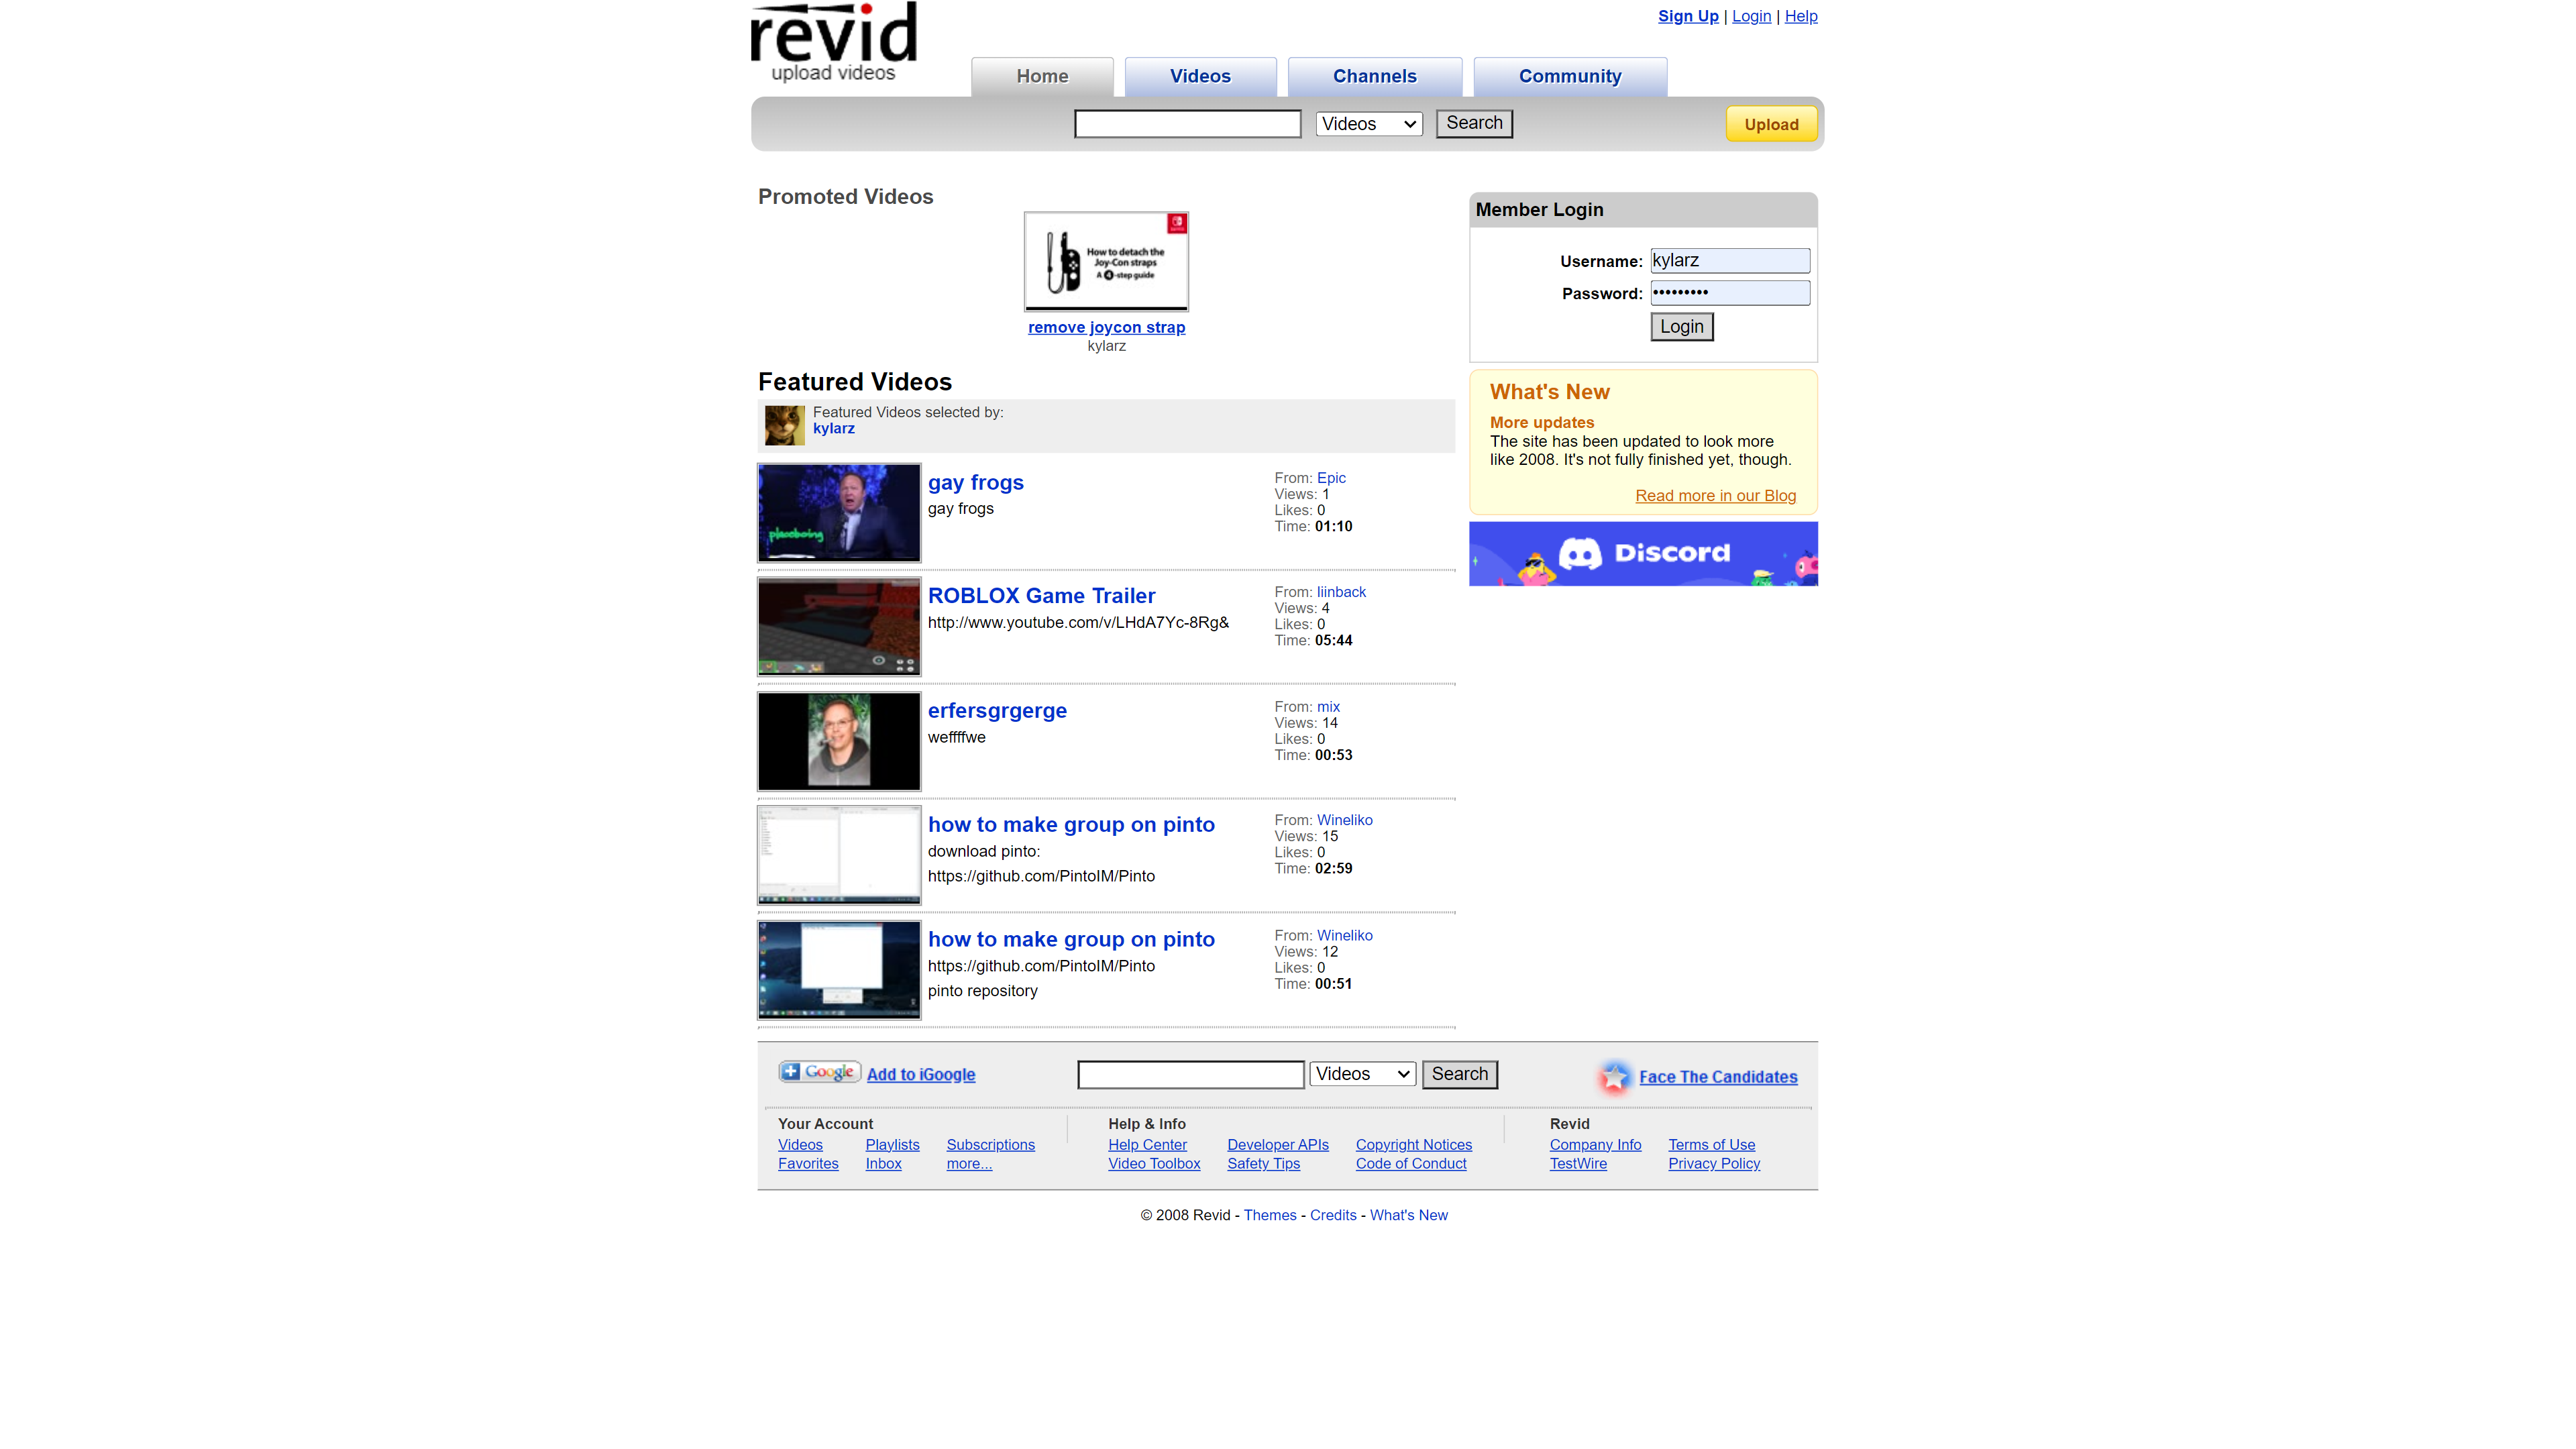 revid
upload videos
Sign Up | Login | Help
Home
Videos
Channels
Community
Videos
Search
Upload
Promoted Videos
How to detach the
Joy-Con straps
A 4-step guide
remove joycon strap
kylarz
Member Login
Username: kylarz
Password: •••••••••
Login
Featured Videos
Featured Videos selected by:
kylarz
What's New
More updates
The site has been updated to look more
like 2008. It's not fully finished yet, though.
Read more in our Blog
Discord
gay frogs
gay frogs
From: Epic
Views: 1
Likes: 0
Time: 01:10
ROBLOX Game Trailer
http://www.youtube.com/v/LHdA7Yc-8Rg&
From: liinback
Views: 4
Likes: 0
Time: 05:44
erfersgrgerge
weffffwe
From: mix
Views: 14
Likes: 0
Time: 00:53
how to make group on pinto
download pinto:
https://github.com/PintoIM/Pinto
From: Wineliko
Views: 15
Likes: 0
Time: 02:59
how to make group on pinto
https://github.com/PintoIM/Pinto
pinto repository
From: Wineliko
Views: 12
Likes: 0
Time: 00:51
Google Add to iGoogle
Videos
Search
Face The Candidates
Your Account
Videos Playlists Subscriptions
Favorites Inbox more...
Help & Info
Help Center Developer APIs Copyright Notices
Video Toolbox Safety Tips Code of Conduct
Revid
Company Info Terms of Use
TestWire Privacy Policy
© 2008 Revid - Themes - Credits - What's New